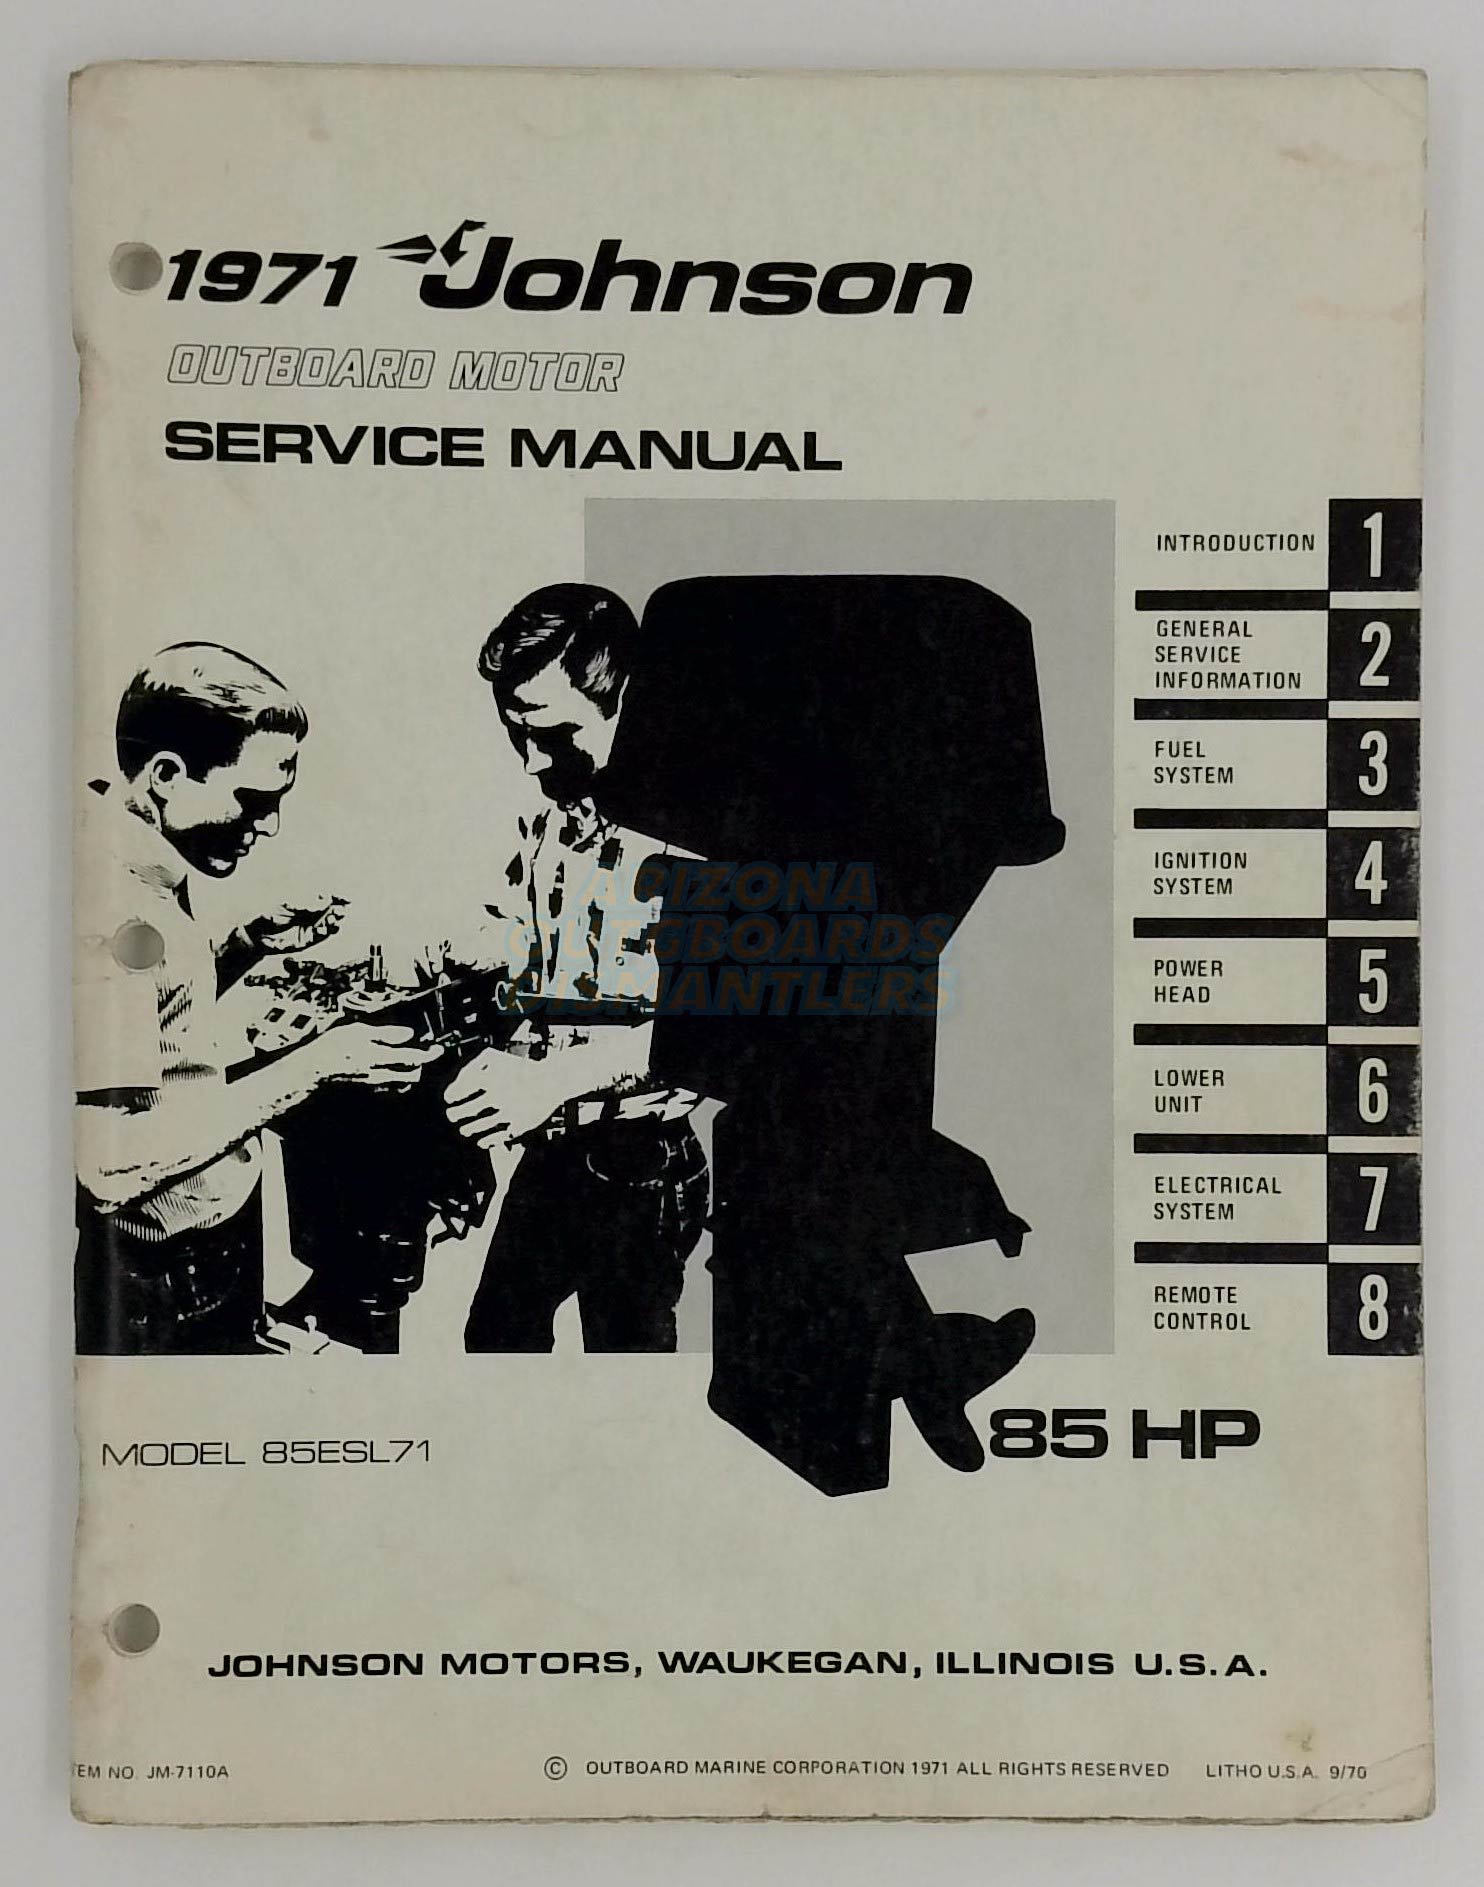 1971 Johnson
OUTBOARD MOTOR
SERVICE MANUAL
INTRODUCTION 1
GENERAL
SERVICE
INFORMATION
2
FUEL
SYSTEM
3
IGNITION
SYSTEM
4
POWER
HEAD
5
LOWER
UNIT
6
ELECTRICAL
SYSTEM
7
REMOTE
CONTROL
8
ARIZONA
OUTGBOARDS
DISMANTLERS
MODEL 85ESL71
85 HP
JOHNSON MOTORS, WAUKEGAN, ILLINOIS U.S.A.
EM NO. JM-7110A © OUTBOARD MARINE CORPORATION 1971 ALL RIGHTS RESERVED LITHO U.S.A. 9/70